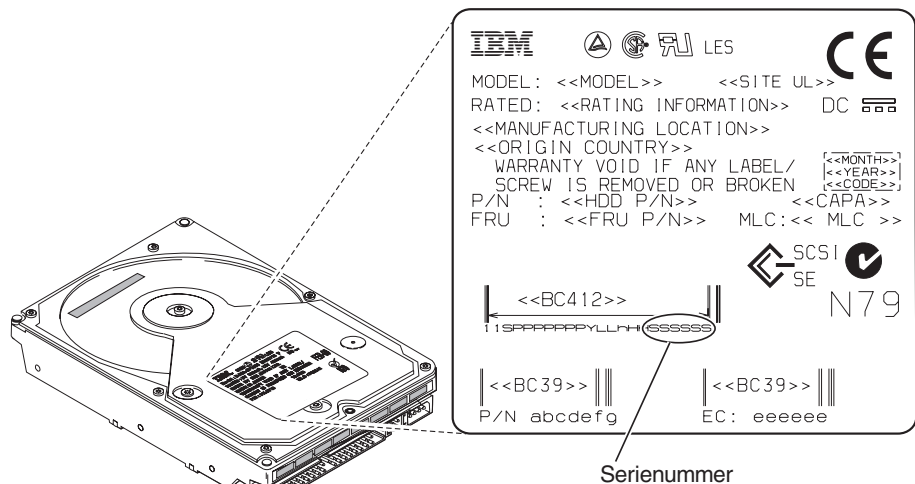 IBM LES CE
MODEL: <<MODEL>> <<SITE UL>>
RATED: <<RATING INFORMATION>> DC
<<MANUFACTURING LOCATION>>
<<ORIGIN COUNTRY>>
WARRANTY VOID IF ANY LABEL/
SCREW IS REMOVED OR BROKEN
<<MONTH>>
<<YEAR>>
<<CODE>>
P/N : <<HDD P/N>> <<CAPA>>
FRU : <<FRU P/N>> MLC:<< MLC >>
SCSI
SE
N79
<<BC412>>
11SPPPPPPPYLLhHHSSSSSS
<<BC39>> <<BC39>>
P/N abcdefg EC: eeeeee
Serienummer